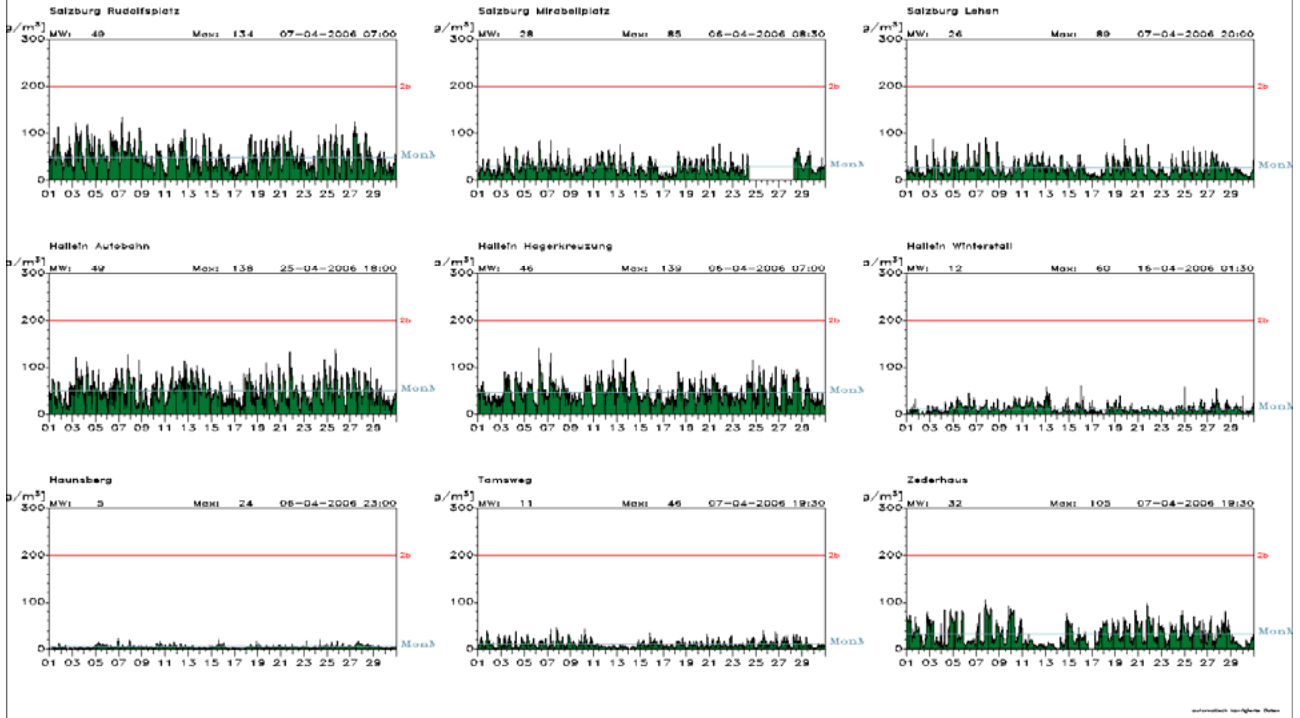 Salzburg Rudolfsplatz
g/m³]
MW: 49 Max: 134 07-04-2006 07:00
300
200
100
0
2b
MonM
01 03 05 07 09 11 13 15 17 19 21 23 25 27 29
Salzburg Mirabellplatz
g/m³]
MW: 28 Max: 85 06-04-2006 08:30
300
200
100
0
2b
MonM
01 03 05 07 09 11 13 15 17 19 21 23 25 27 29
Salzburg Lehen
g/m³]
MW: 26 Max: 89 07-04-2006 20:00
300
200
100
0
2b
MonM
01 03 05 07 09 11 13 15 17 19 21 23 25 27 29
Hallein Autobahn
g/m³]
MW: 49 Max: 138 25-04-2006 18:00
300
200
100
0
2b
MonM
01 03 05 07 09 11 13 15 17 19 21 23 25 27 29
Hallein Hagerkreuzung
g/m³]
MW: 46 Max: 139 06-04-2006 07:00
300
200
100
0
2b
MonM
01 03 05 07 09 11 13 15 17 19 21 23 25 27 29
Hallein Winterstall
g/m³]
MW: 12 Max: 60 16-04-2006 01:30
300
200
100
0
2b
MonM
01 03 05 07 09 11 13 15 17 19 21 23 25 27 29
Haunsberg
g/m³]
MW: 5 Max: 24 06-04-2006 23:00
300
200
100
0
2b
MonM
01 03 05 07 09 11 13 15 17 19 21 23 25 27 29
Tamsweg
g/m³]
MW: 11 Max: 46 07-04-2006 19:30
300
200
100
0
2b
MonM
01 03 05 07 09 11 13 15 17 19 21 23 25 27 29
Zederhaus
g/m³]
MW: 32 Max: 105 07-04-2006 19:30
300
200
100
0
2b
MonM
01 03 05 07 09 11 13 15 17 19 21 23 25 27 29
automatisch Daten